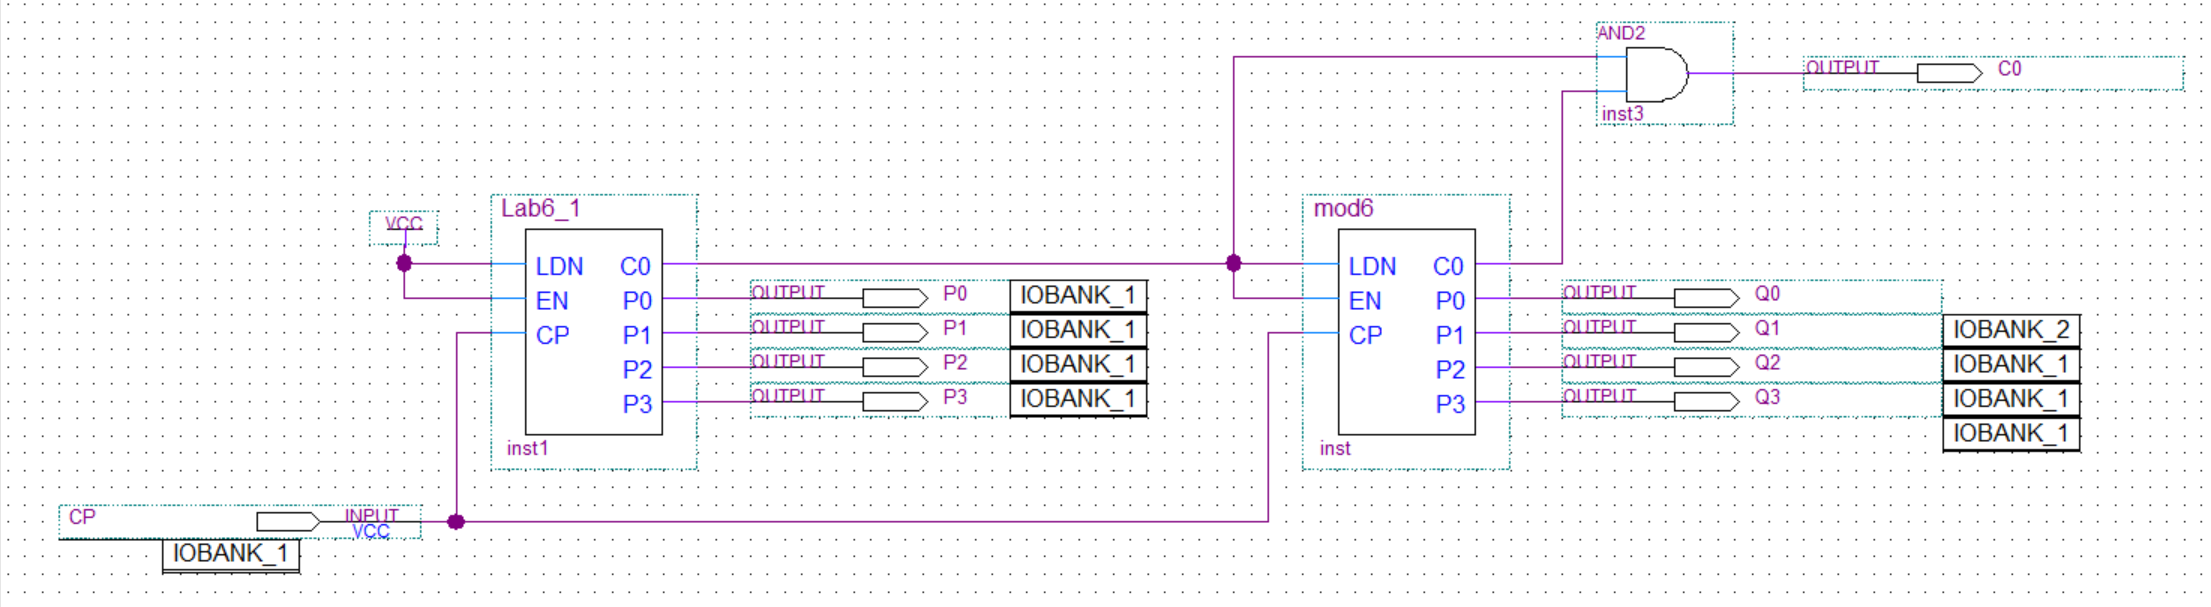 AND2
OUTPUT C0
inst3
Lab6_1
mod6
VCC
LDN C0
EN P0
CP P1
P2
P3
inst1
OUTPUT P0 IOBANK_1
OUTPUT P1 IOBANK_1
OUTPUT P2 IOBANK_1
OUTPUT P3 IOBANK_1
LDN C0
EN P0
CP P1
P2
P3
inst
OUTPUT Q0
OUTPUT Q1 IOBANK_2
OUTPUT Q2 IOBANK_1
OUTPUT Q3 IOBANK_1
IOBANK_1
CP INPUT
VCC
IOBANK_1